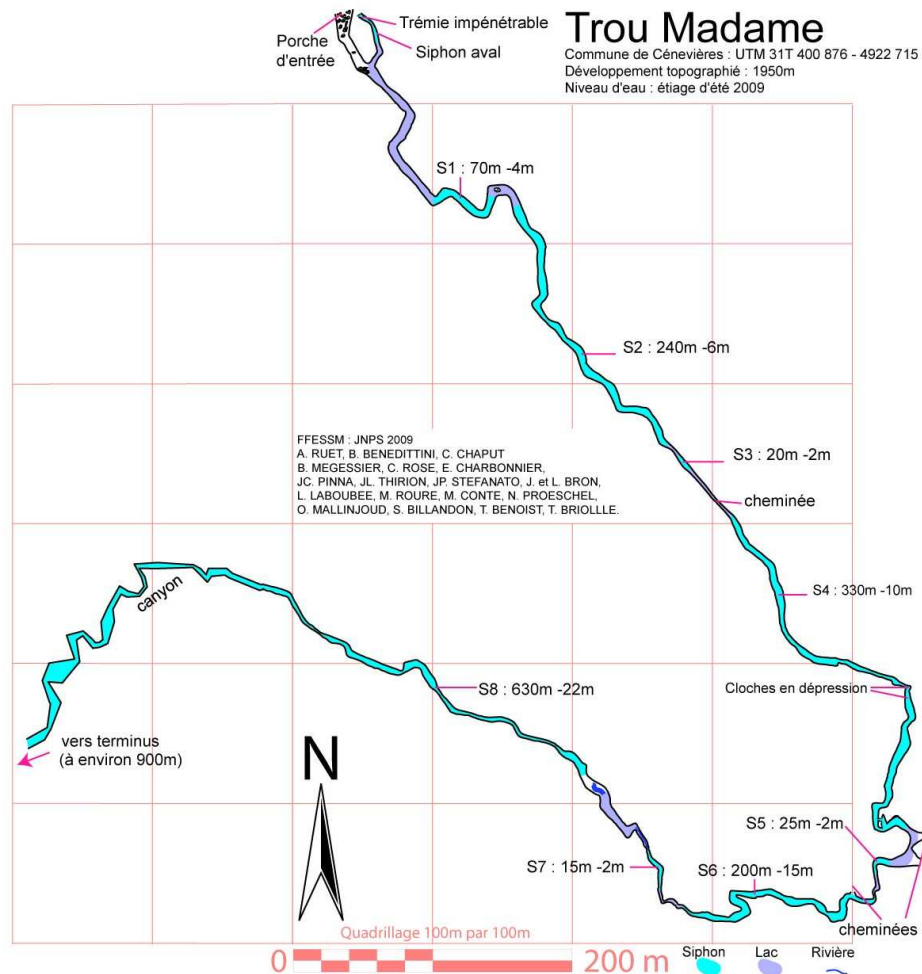 Trou Madame
Commune de Cénevières : UTM 31T 400 876 - 4922 715
Développement topographié : 1950m
Niveau d'eau : étiage d'été 2009
Trémie impénétrable
Porche
d'entrée
Siphon aval
S1 : 70m -4m
S2 : 240m -6m
FFESSM : JNPS 2009
A. RUET, B. BENEDITTINI, C. CHAPUT
B. MEGESSIER, C. ROSE, E. CHARBONNIER,
JC. PINNA, JL. THIRION, JP. STEFANATO, J. et L. BRON,
L. LABOUBEE, M. ROURE, M. CONTE, N. PROESCHEL,
O. MALLINJOUD, S. BILLANDON, T. BENOIST, T. BRIOLLLE.
S3 : 20m -2m
cheminée
canyon
S4 : 330m -10m
S8 : 630m -22m
Cloches en dépression
vers terminus
(à environ 900m)
N
S5 : 25m -2m
S7 : 15m -2m
S6 : 200m -15m
cheminées
Quadrillage 100m par 100m
0
200 m
Siphon
Lac
Rivière